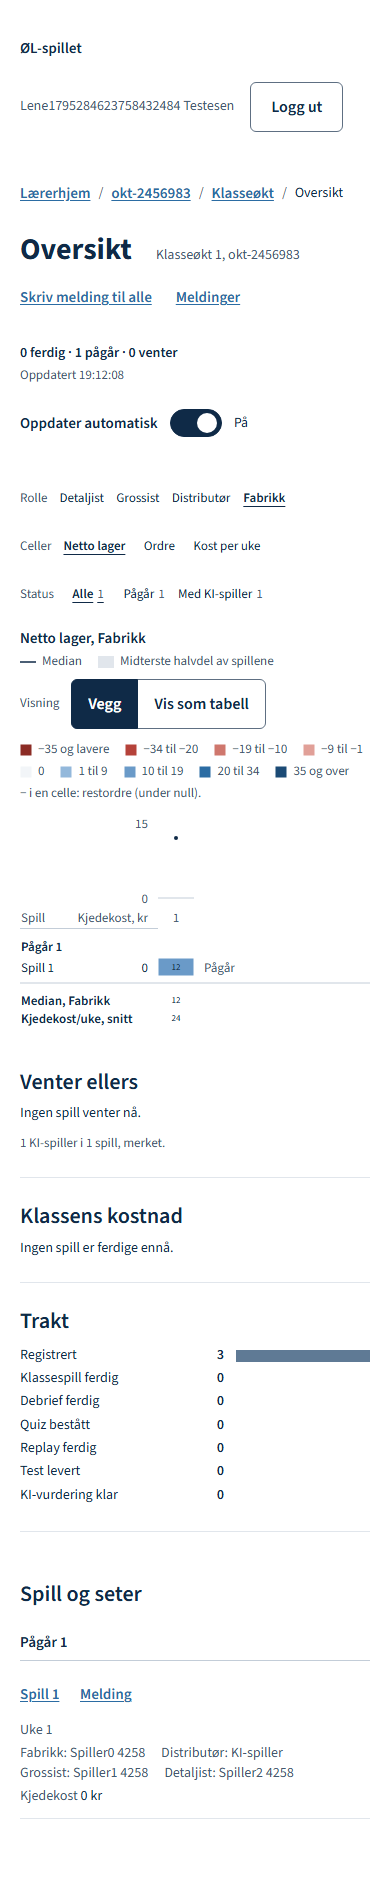 ØL-spillet
Lene1795284623758432484 Testesen Logg ut
Lærerhjem / okt-2456983 / Klasseøkt / Oversikt
Oversikt Klasseøkt 1, okt-2456983
Skriv melding til alle Meldinger
0 ferdig · 1 pågår · 0 venter
Oppdatert 19:12:08
Oppdater automatisk På
Rolle Detaljist Grossist Distributør Fabrikk
Celler Netto lager Ordre Kost per uke
Status Alle 1 Pågår 1 Med KI-spiller 1
Netto lager, Fabrikk
Median Midterste halvdel av spillene
Visning Vegg Vis som tabell
−35 og lavere −34 til −20 −19 til −10 −9 til −1
0 1 til 9 10 til 19 20 til 34 35 og over
− i en celle: restordre (under null).
15
0
Spill Kjedekost, kr 1
Pågår 1
Spill 1 0 12 Pågår
Median, Fabrikk 12
Kjedekost/uke, snitt 24
Venter ellers
Ingen spill venter nå.
1 KI-spiller i 1 spill, merket.
Klassens kostnad
Ingen spill er ferdige ennå.
Trakt
Registrert 3
Klassespill ferdig 0
Debrief ferdig 0
Quiz bestått 0
Replay ferdig 0
Test levert 0
KI-vurdering klar 0
Spill og seter
Pågår 1
Spill 1 Melding
Uke 1
Fabrikk: Spiller0 4258 Distributør: KI-spiller
Grossist: Spiller1 4258 Detaljist: Spiller2 4258
Kjedekost 0 kr